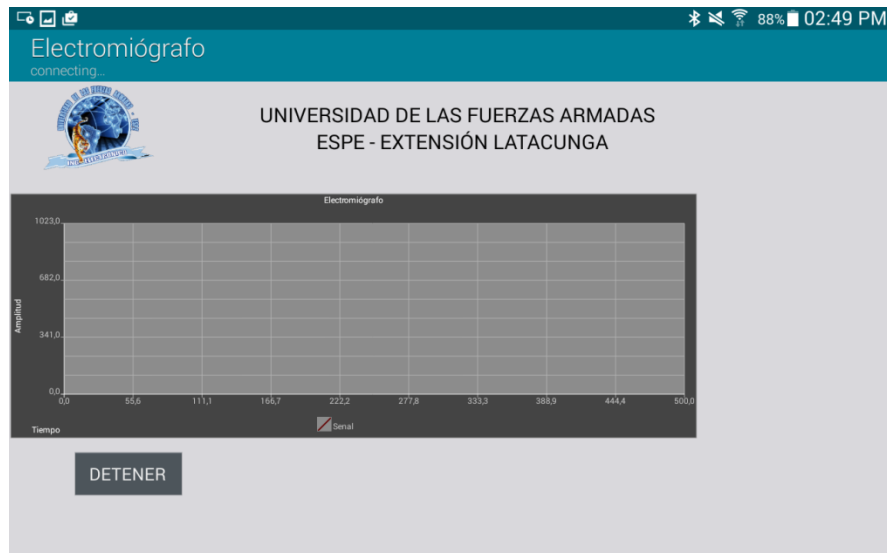 88% 02:49 PM
Electromiógrafo
connecting...
UNIVERSIDAD DE LAS FUERZAS ARMADAS
ESPE - EXTENSIÓN LATACUNGA
Electromiógrafo
1023,0
682,0
Amplitud
341,0
0,0
0,0 55,6 111,1 166,7 222,2 277,8 333,3 388,9 444,4 500,0
Tiempo
Senal
DETENER